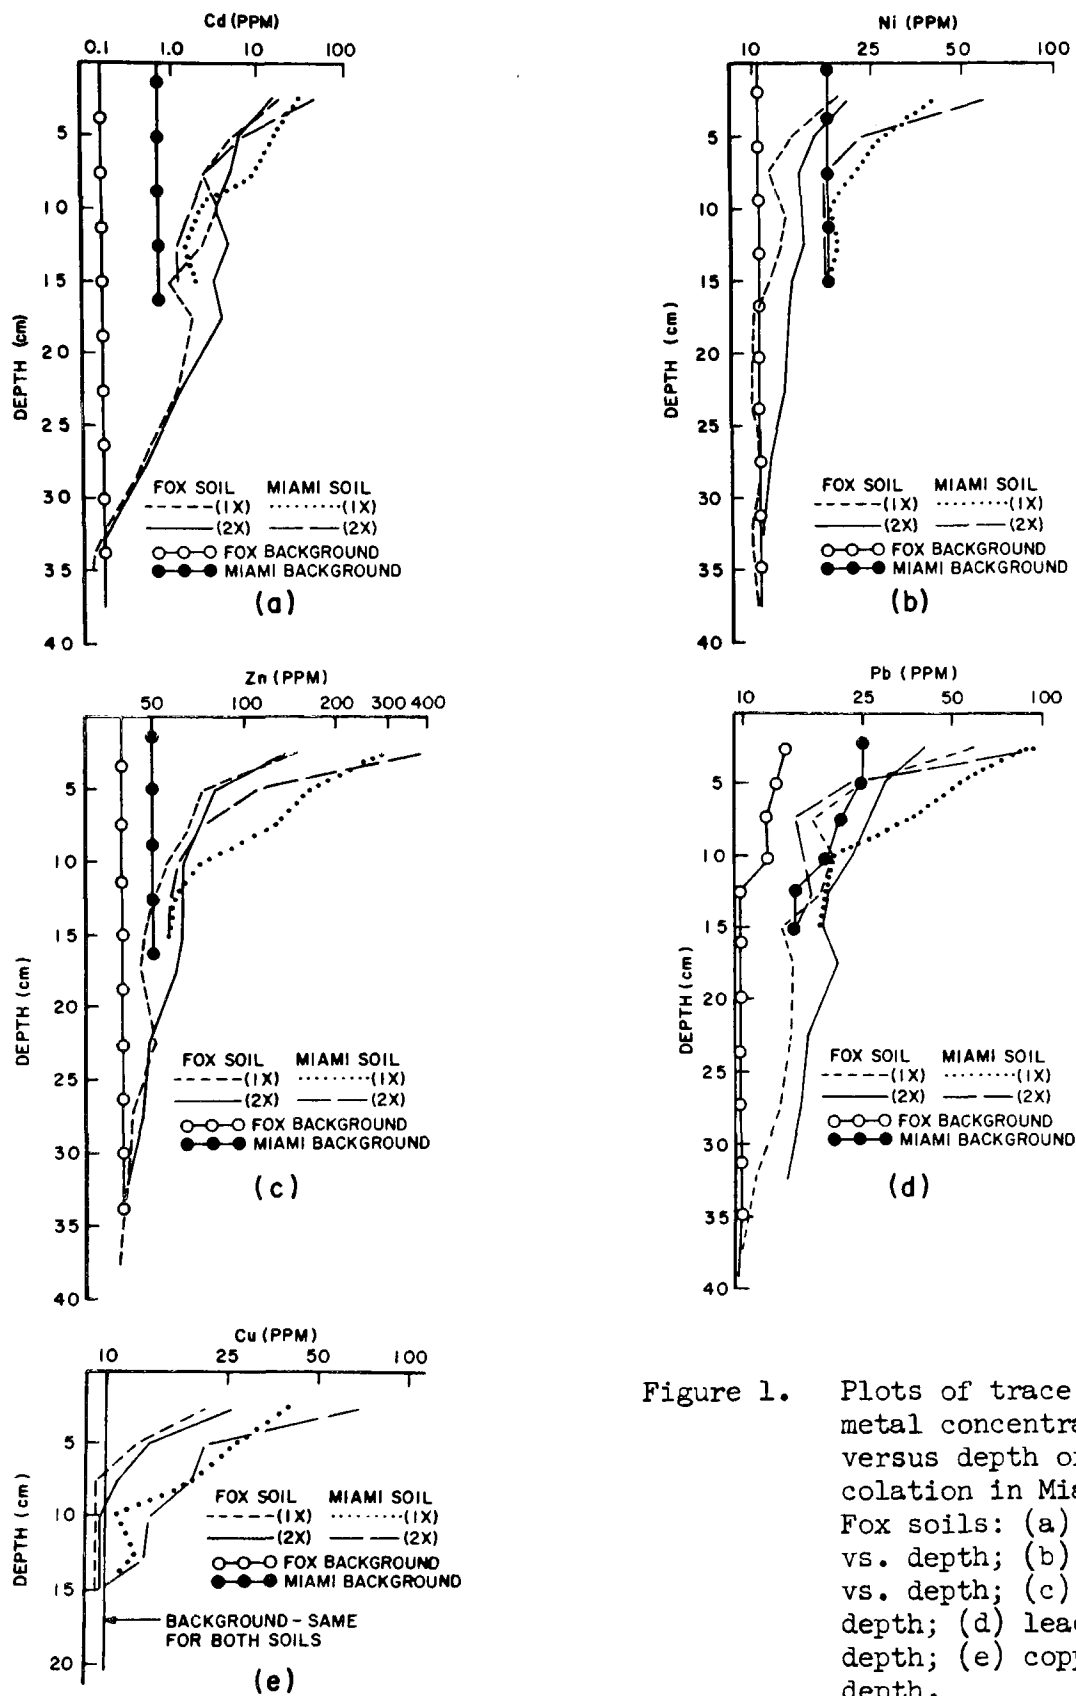 Cd (PPM)
0.1 1.0 10 100
5
10
15
20
25
30
35
40
DEPTH (cm)
FOX SOIL MIAMI SOIL
(1X) (1X)
(2X) (2X)
FOX BACKGROUND
MIAMI BACKGROUND
(a)
Ni (PPM)
10 25 50 100
5
10
15
20
25
30
35
40
DEPTH (cm)
FOX SOIL MIAMI SOIL
(1X) (1X)
(2X) (2X)
FOX BACKGROUND
MIAMI BACKGROUND
(b)
Zn (PPM)
50 100 200 300 400
5
10
15
20
25
30
35
40
DEPTH (cm)
FOX SOIL MIAMI SOIL
(1X) (1X)
(2X) (2X)
FOX BACKGROUND
MIAMI BACKGROUND
(c)
Pb (PPM)
10 25 50 100
5
10
15
20
25
30
35
40
DEPTH (cm)
FOX SOIL MIAMI SOIL
(1X) (1X)
(2X) (2X)
FOX BACKGROUND
MIAMI BACKGROUND
(d)
Cu (PPM)
10 25 50 100
5
10
15
20
DEPTH (cm)
FOX SOIL MIAMI SOIL
(1X) (1X)
(2X) (2X)
FOX BACKGROUND
MIAMI BACKGROUND
BACKGROUND - SAME
FOR BOTH SOILS
(e)
Figure 1. Plots of trace
metal concentra
versus depth o
colation in Mia
Fox soils: (a)
vs. depth; (b)
vs. depth; (c)
depth; (d) lead
depth; (e) copp
depth.